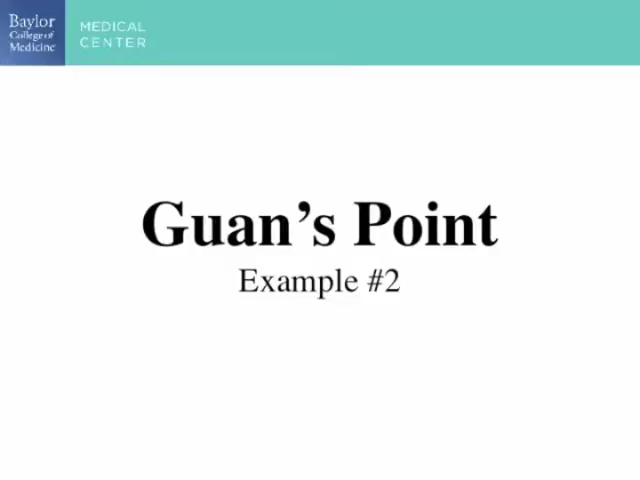 Baylor
College of
Medicine
MEDICAL
CENTER
Guan’s Point
Example #2